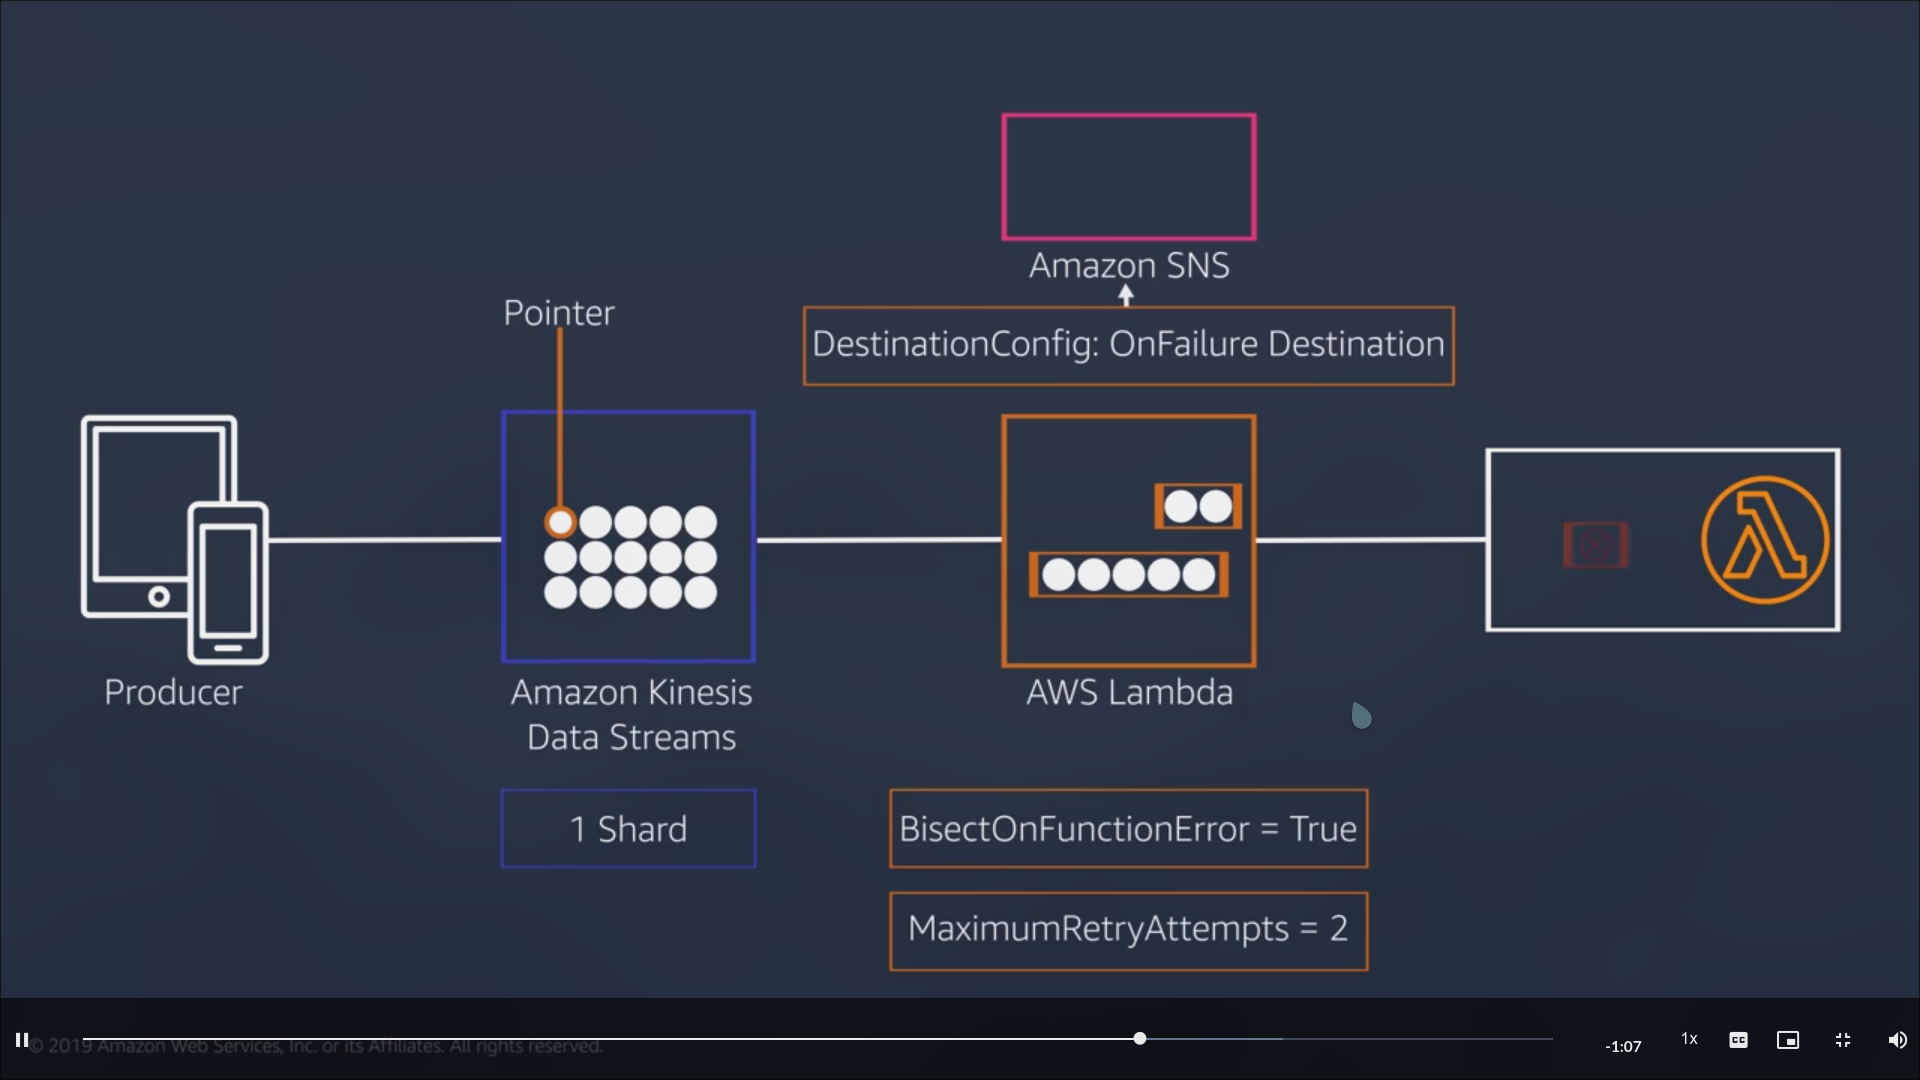 Amazon SNS
Pointer
DestinationConfig: OnFailure Destination
Producer
Amazon Kinesis
Data Streams
AWS Lambda
1 Shard
BisectOnFunctionError = True
MaximumRetryAttempts = 2
© 2019 Amazon Web Services, Inc. or its Affiliates. All rights reserved.
-1:07
1x
CC